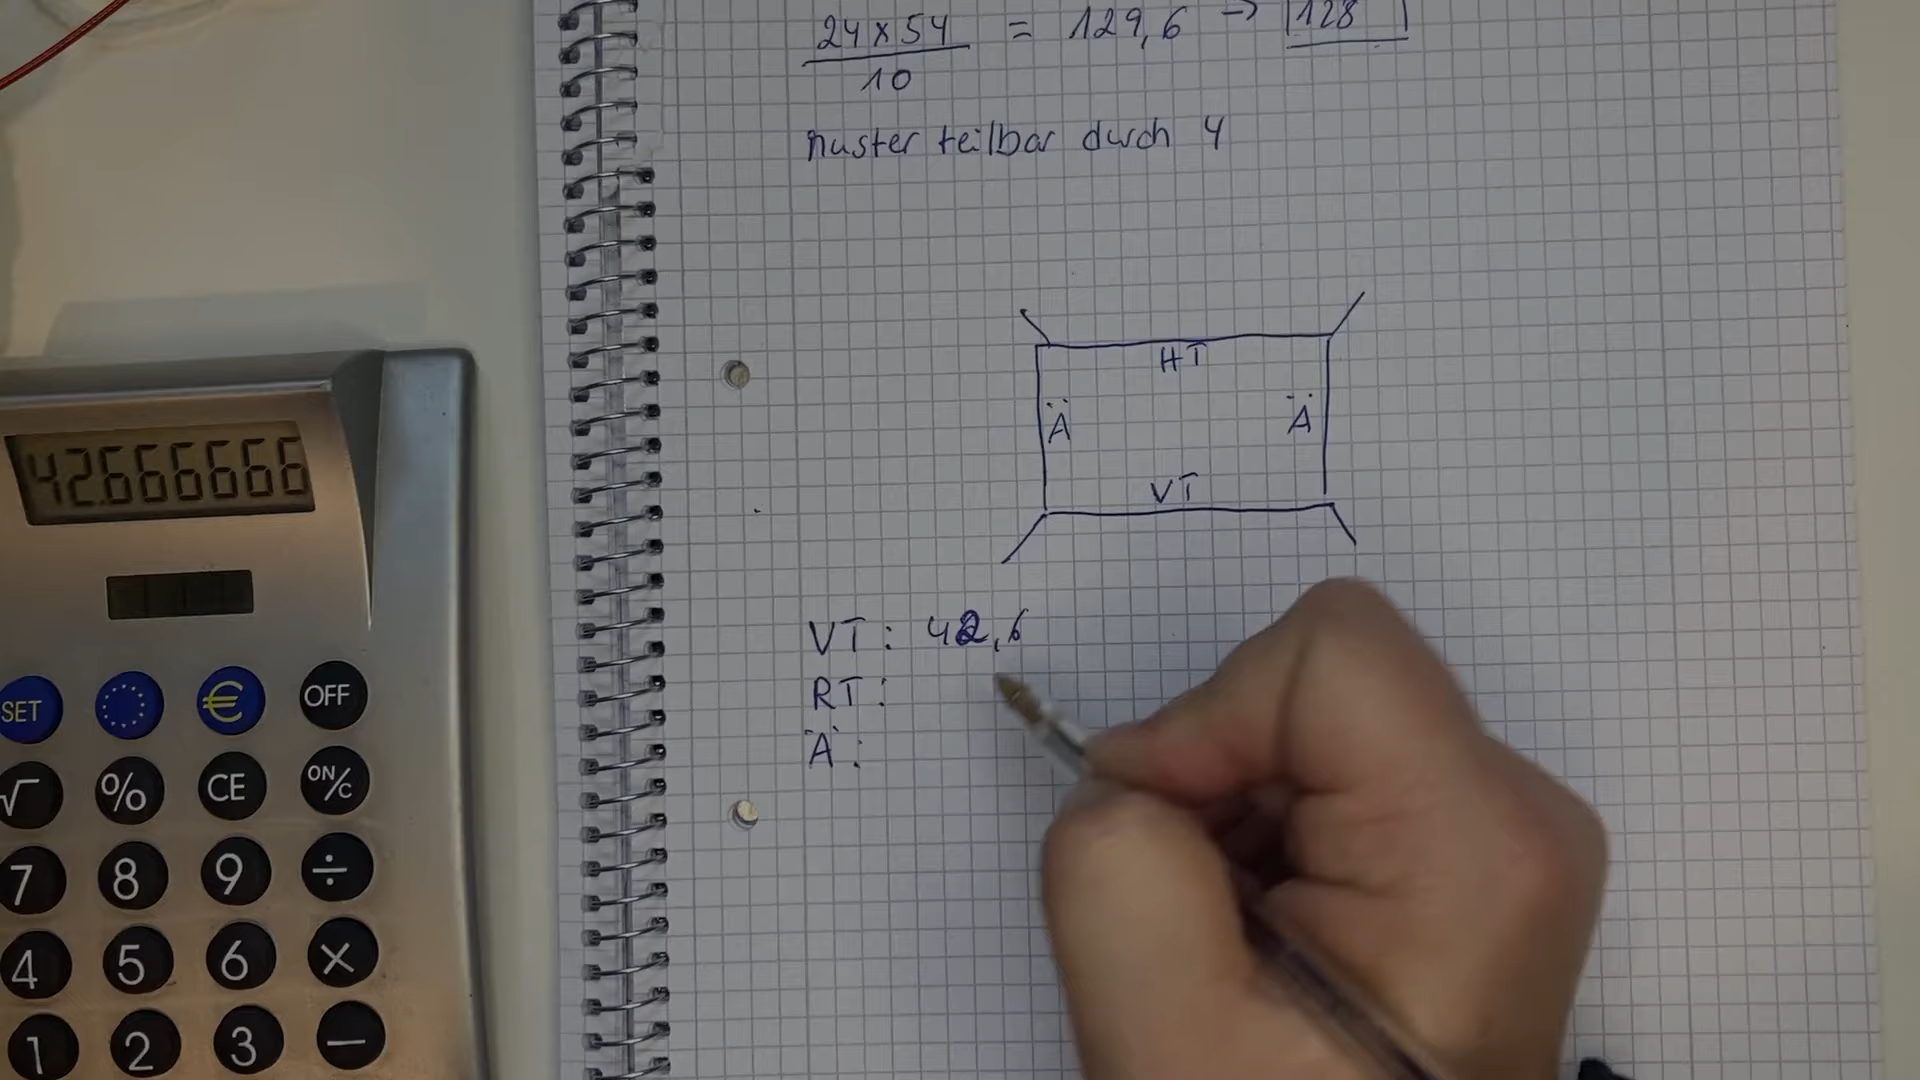 24 x 54 = 129,6 → 128
10
muster teilbar durch 4
HT
Ä Ä
VT
VT: 42,6
RT:
Ä:
42.666666
SET € OFF
√ % CE ON/C
7 8 9 ÷
4 5 6 ×
1 2 3 −